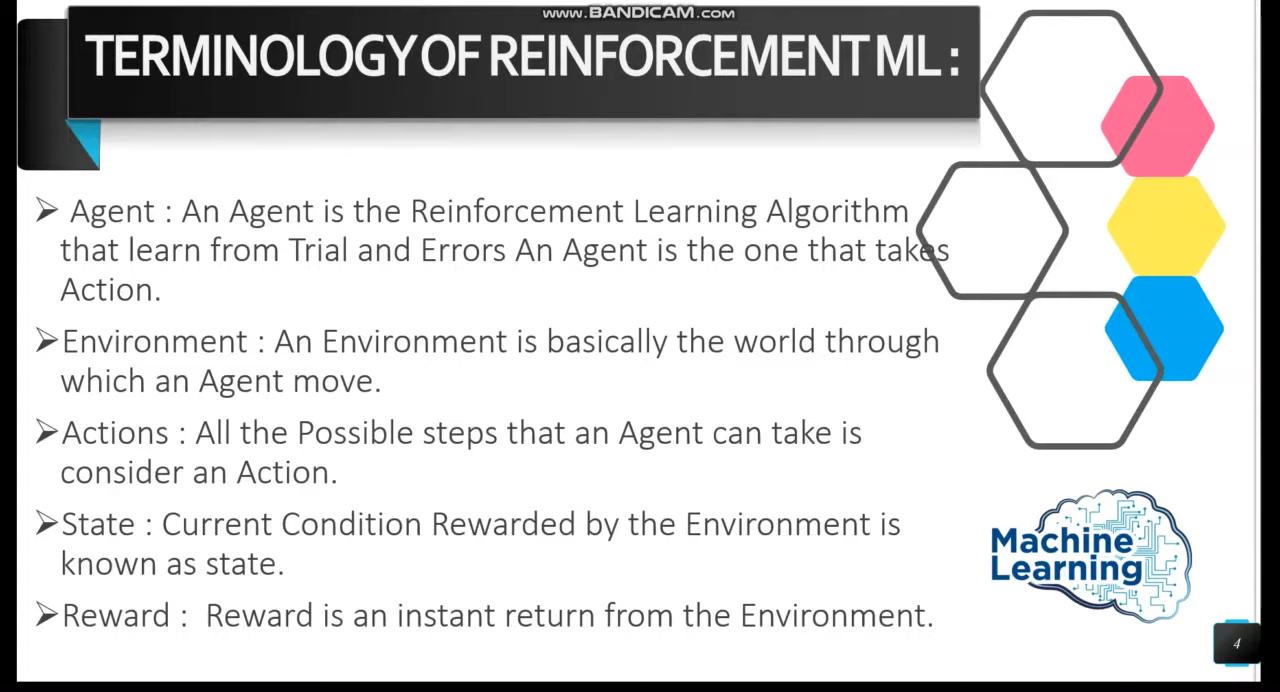 www.BANDICAM.com
TERMINOLOGY OF REINFORCEMENT ML :
➢ Agent : An Agent is the Reinforcement Learning Algorithm
that learn from Trial and Errors An Agent is the one that takes
Action.
➢Environment : An Environment is basically the world through
which an Agent move.
➢Actions : All the Possible steps that an Agent can take is
consider an Action.
➢State : Current Condition Rewarded by the Environment is
known as state.
➢Reward : Reward is an instant return from the Environment.
Machine
Learning
4